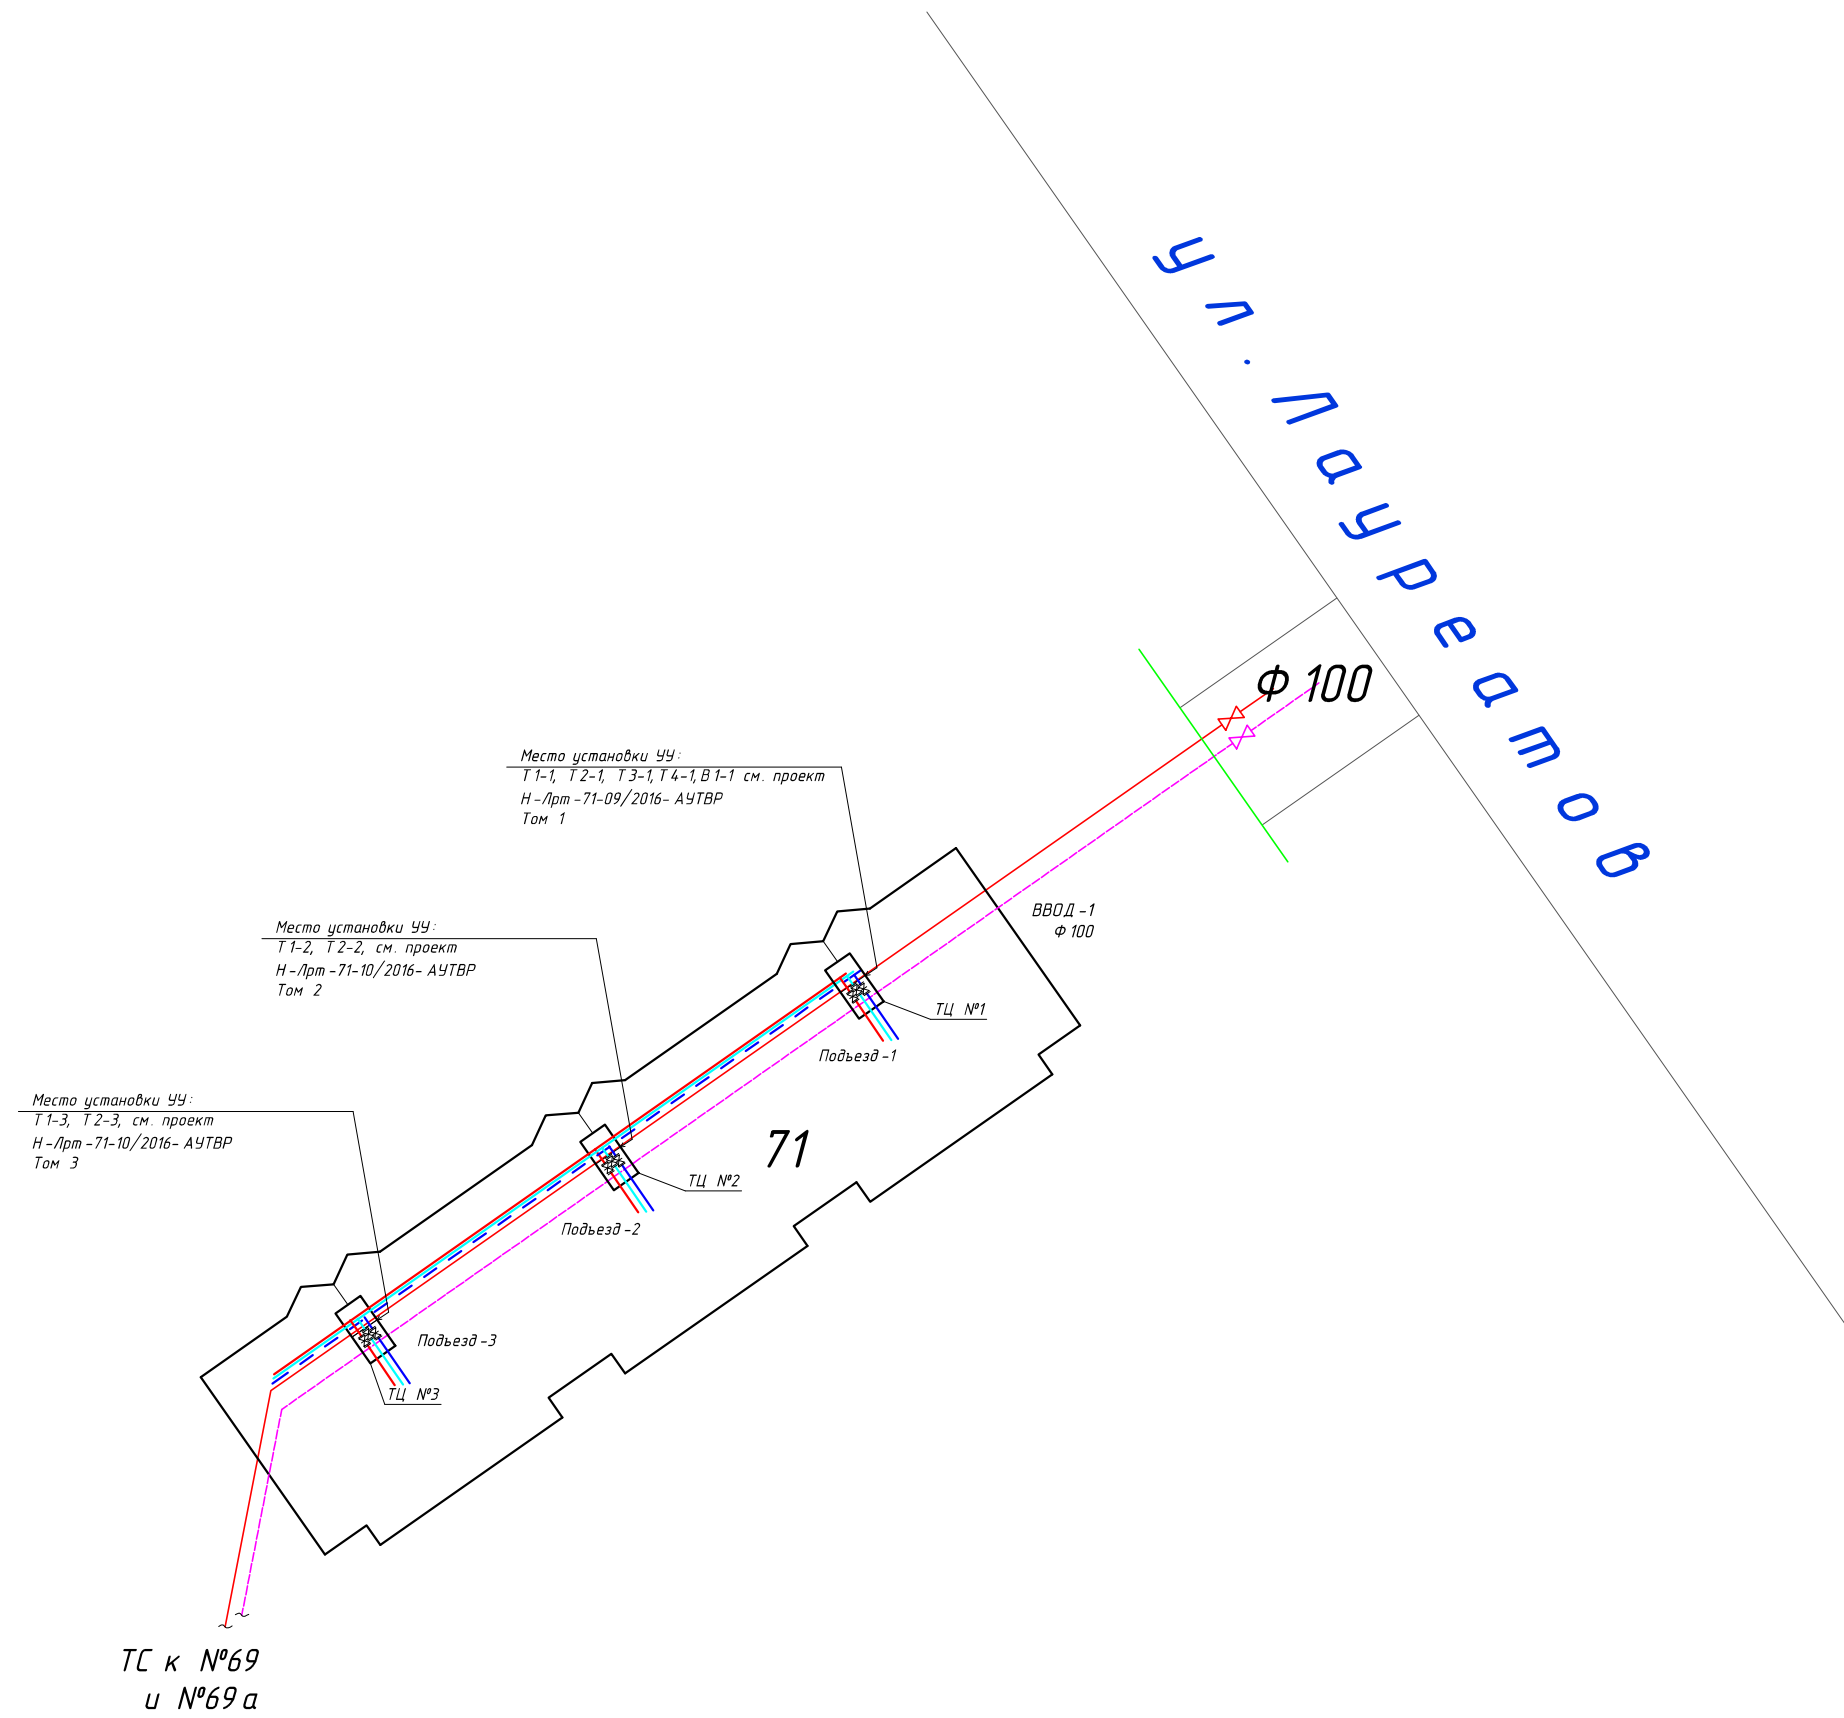 ул. Лауреатов
Ф 100
Место установки УУ:
Т1-1, Т2-1, Т3-1, Т4-1, В1-1 см. проект
Н-Лрт-71-09/2016-АУТВР
Том 1
ВВОД-1
Ф 100
Место установки УУ:
Т1-2, Т2-2, см. проект
Н-Лрт-71-10/2016-АУТВР
Том 2
ТЦ №1
Подъезд-1
Место установки УУ:
Т1-3, Т2-3, см. проект
Н-Лрт-71-10/2016-АУТВР
Том 3
71
ТЦ №2
Подъезд-2
Подъезд-3
ТЦ №3
ТС к №69
и №69а